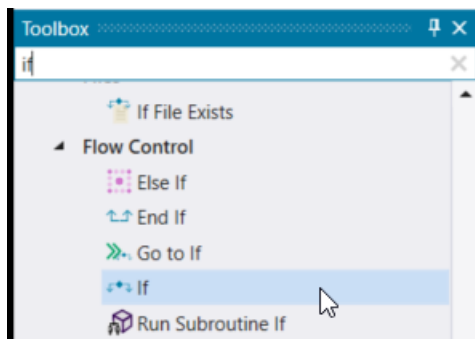 Toolbox
if
If File Exists
Flow Control
Else If
End If
Go to If
If
Run Subroutine If